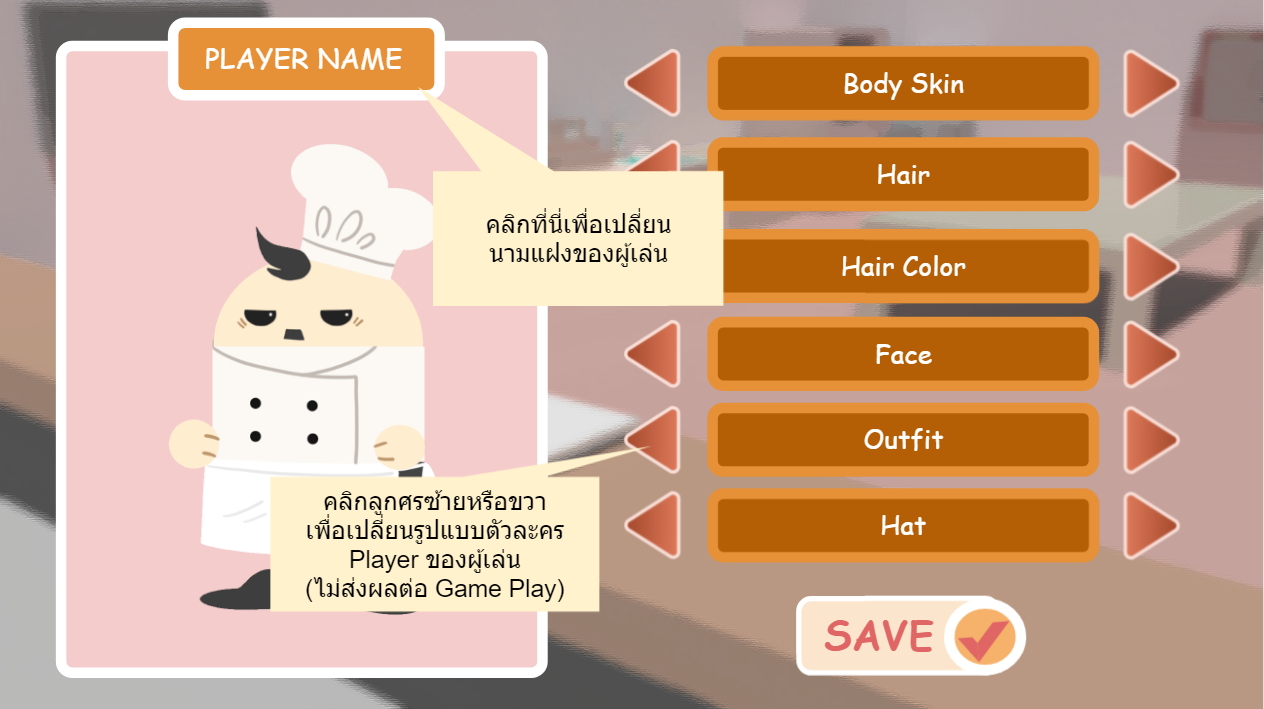 PLAYER NAME
คลิกที่นี่เพื่อเปลี่ยน
นามแฝงของผู้เล่น
Body Skin
Hair
Hair Color
Face
Outfit
Hat
คลิกลูกศรซ้ายหรือขวา
เพื่อเปลี่ยนรูปแบบตัวละคร
Player ของผู้เล่น
(ไม่ส่งผลต่อ Game Play)
SAVE